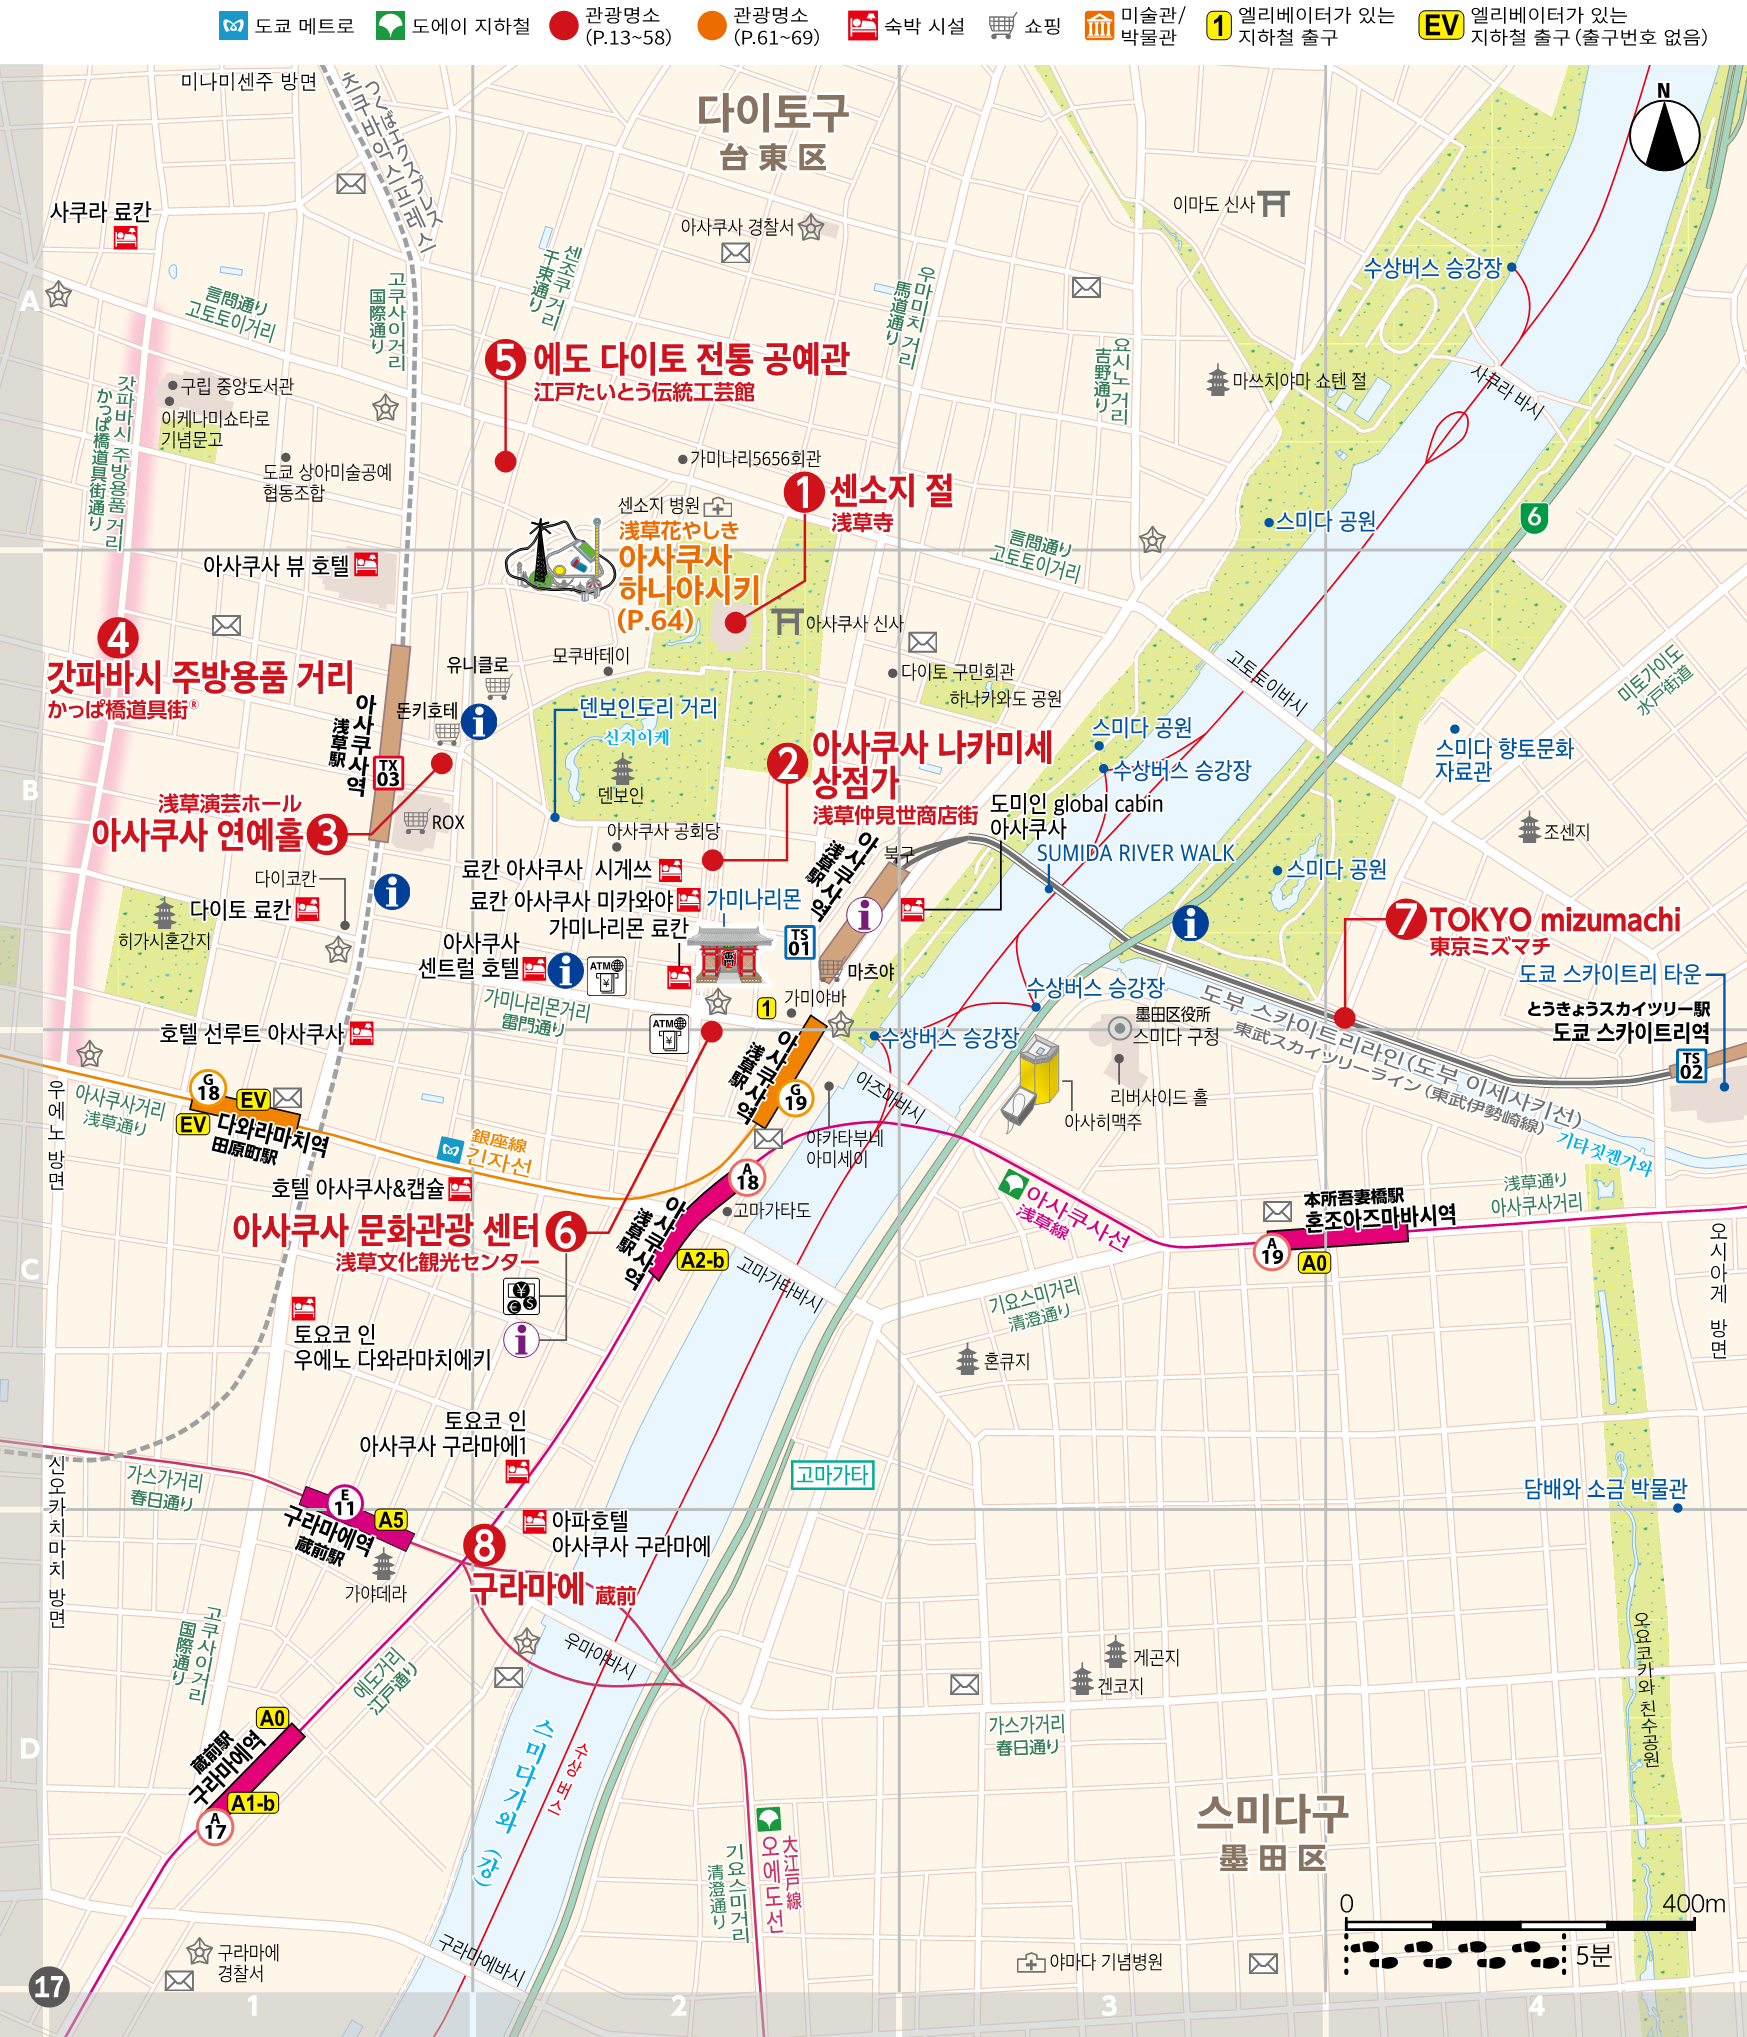 도쿄 메트로
도에이 지하철
관광명소
(P.13~58)
관광명소
(P.61~69)
숙박 시설
쇼핑
미술관/
박물관
1
엘리베이터가 있는
지하철 출구
EV
엘리베이터가 있는
지하철 출구 (출구번호 없음)
미나미센주 방면
츠쿠바 익스프레스
つくばエクスプレス
다이토구
台東区
N
사쿠라 료칸
아사쿠사 경찰서
이마도 신사
수상버스 승강장
A
言問通り
고토토이거리
고쿠사이거리
国際通り
센조쿠 거리
千束通り
우마미치 거리
馬道通り
요시노 거리
吉野通り
5 에도 다이토 전통 공예관
江戸たいとう伝統工芸館
구립 중앙도서관
이케나미쇼타로
기념문고
갓파바시 주방용품 거리
かっぱ橋道具街通り
도쿄 상아미술공예
협동조합
마쓰치야마 쇼텐 절
사쿠라 바시
가미나리5656회관
1 센소지 절
浅草寺
센소지 병원
浅草花やしき
아사쿠사
하나야시키
(P.64)
스미다 공원
6
言問通り
고토토이거리
아사쿠사 뷰 호텔
아사쿠사 신사
4
갓파바시 주방용품 거리
かっぱ橋道具街®
유니클로
모쿠바테이
다이토 구민회관
하나카와도 공원
고토토이바시
미토가이도
水戸街道
돈키호테
아사쿠사역
浅草駅
TX
03
덴보인도리 거리
신지이케
덴보인
스미다 공원
수상버스 승강장
스미다 향토문화
자료관
2 아사쿠사 나카미세
상점가
浅草仲見世商店街
B
浅草演芸ホール
아사쿠사 연예홀 3
ROX
아사쿠사 공회당
도미인 global cabin
아사쿠사
SUMIDA RIVER WALK
조센지
북구
아사쿠사역
浅草駅
스미다 공원
료칸 아사쿠사 시게쓰
료칸 아사쿠사 미카와야
가미나리몬
가미나리몬 료칸
다이코칸
다이토 료칸
히가시혼간지
TS
01
마츠야
7 TOKYO mizumachi
東京ミズマチ
아사쿠사
센트럴 호텔
ATM
가미나리몬거리
雷門通り
1
가미야바
수상버스 승강장
도쿄 스카이트리 타운
とうきょうスカイツリー駅
도쿄 스카이트리역
TS
02
호텔 선루트 아사쿠사
ATM
아사쿠사역
浅草駅
G
19
수상버스 승강장
墨田区役所
스미다 구청
도부 스카이트리라인 (도부 이세사키선)
東武スカイツリーライン (東武伊勢崎線)
우에노 방면
아사쿠사거리
浅草通り
G
18
EV
EV
다와라마치역
田原町駅
아즈마바시
리버사이드 홀
아사히맥주
銀座線
긴자선
야카타부네
아미세이
기타짓켄가와
호텔 아사쿠사&캡슐
A
18
고마가타도
아사쿠사선
浅草線
本所吾妻橋駅
혼조아즈마바시역
A
19
A0
浅草通り
아사쿠사거리
오시아게 방면
아사쿠사 문화관광 센터 6
浅草文化観光センター
아사쿠사역
浅草駅
A2-b
고마가타바시
C
기요스미거리
清澄通り
토요코 인
우에노 다와라마치에키
혼큐지
토요코 인
아사쿠사 구라마에1
신오카치마치 방면
가스가거리
春日通り
고마가타
담배와 소금 박물관
E
11
A5
구라마에역
蔵前駅
가야데라
8
구라마에 蔵前
아파호텔
아사쿠사 구라마에
우마야바시
고쿠사이거리
国際通り
에도거리
江戸通り
게곤지
겐코지
오요코가와 친수공원
가스가거리
春日通り
D
A0
蔵前駅
구라마에역
A1-b
A
17
스미다가와 (강)
수상 버스
大江戸線
오에도선
기요스미거리
清澄通り
스미다구
墨田区
0
400m
5분
구라마에
경찰서
구라마에바시
야마다 기념병원
17
1
2
3
4